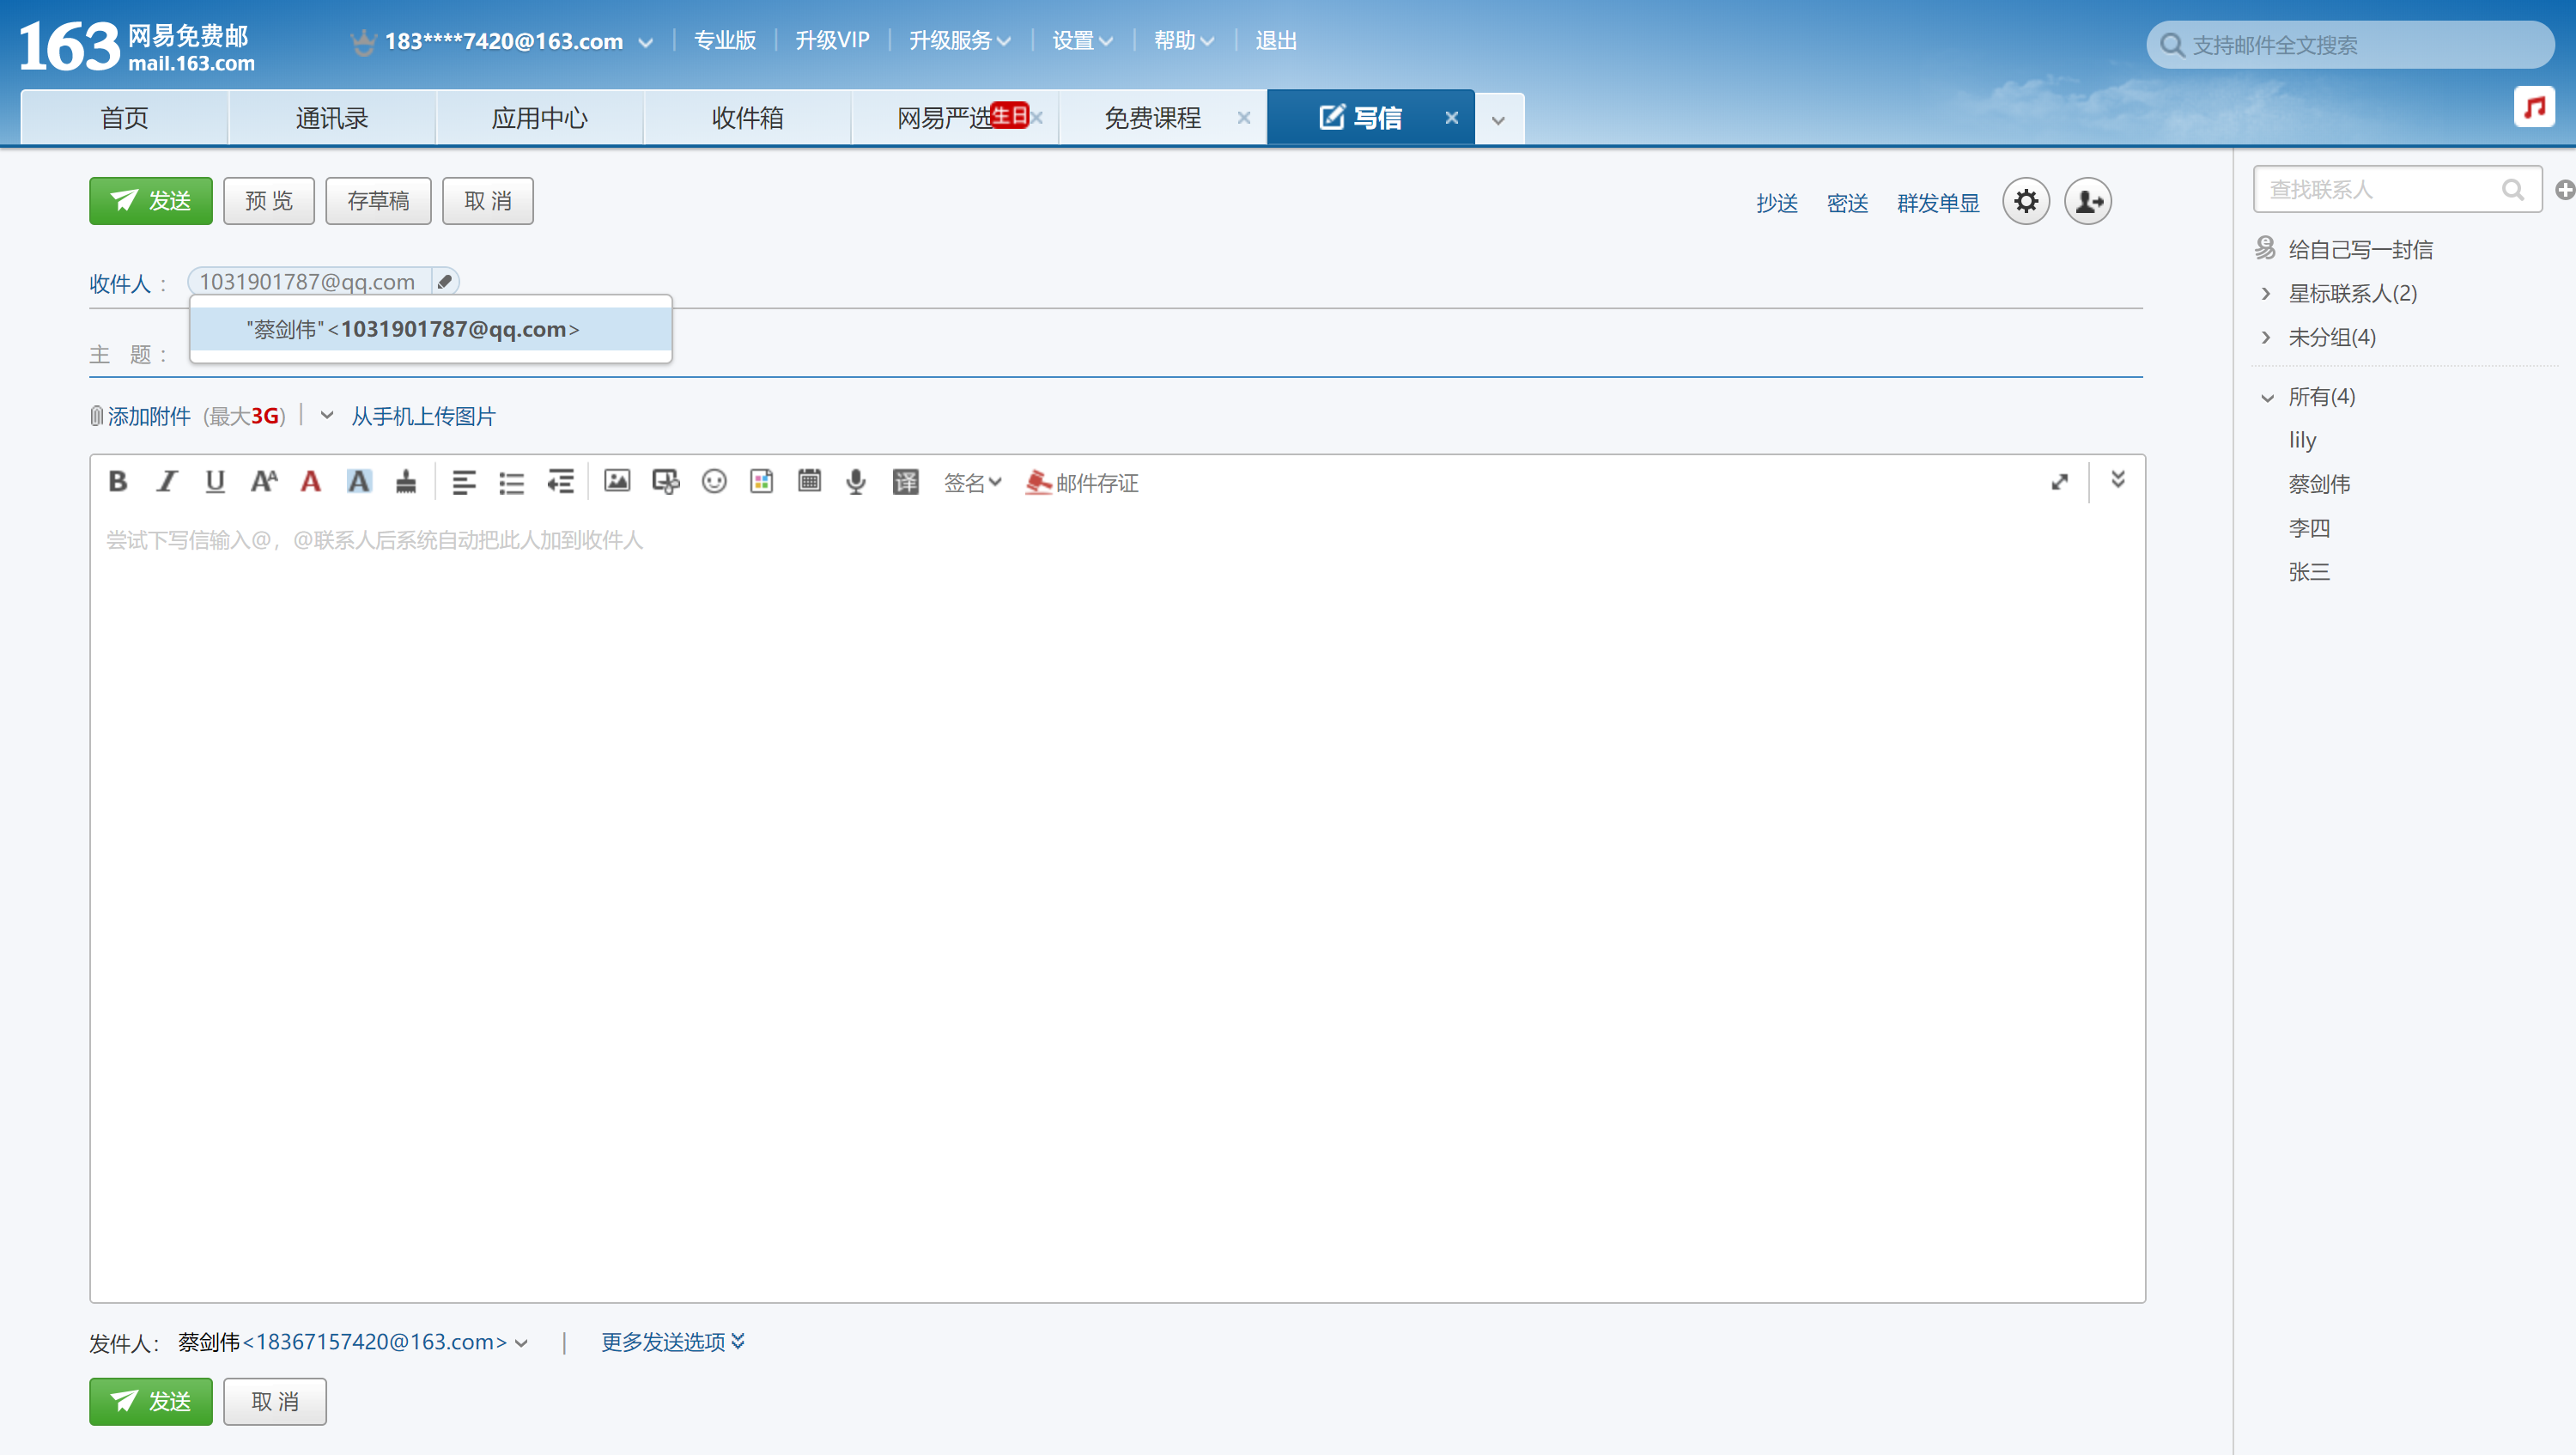 163 网易免费邮
mail.163.com
183****7420@163.com
专业版
升级VIP
升级服务
设置
帮助
退出
支持邮件全文搜索
首页
通讯录
应用中心
收件箱
网易严选
生日
免费课程
写信
发送
预 览
存草稿
取 消
抄送
密送
群发单显
收件人：
1031901787@qq.com
"蔡剑伟"<1031901787@qq.com>
主 题：
添加附件 (最大3G)
从手机上传图片
B I U A A A A 译 签名 邮件存证
尝试下写信输入@，@联系人后系统自动把此人加到收件人
发件人： 蔡剑伟<18367157420@163.com>
更多发送选项
发送
取 消
查找联系人
给自己写一封信
星标联系人(2)
未分组(4)
所有(4)
lily
蔡剑伟
李四
张三